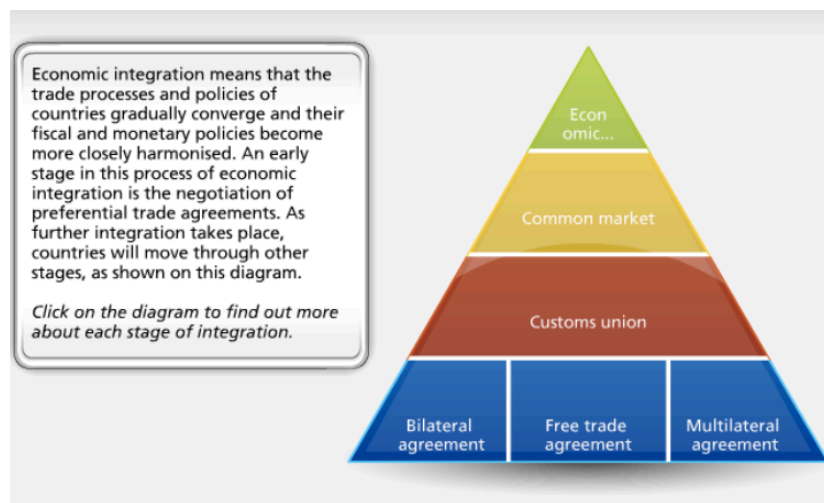 Economic integration means that the
trade processes and policies of
countries gradually converge and their
fiscal and monetary policies become
more closely harmonised. An early
stage in this process of economic
integration is the negotiation of
preferential trade agreements. As
further integration takes place,
countries will move through other
stages, as shown on this diagram.
Click on the diagram to find out more
about each stage of integration.
Econ
omic...
Common market
Customs union
Bilateral
agreement
Free trade
agreement
Multilateral
agreement